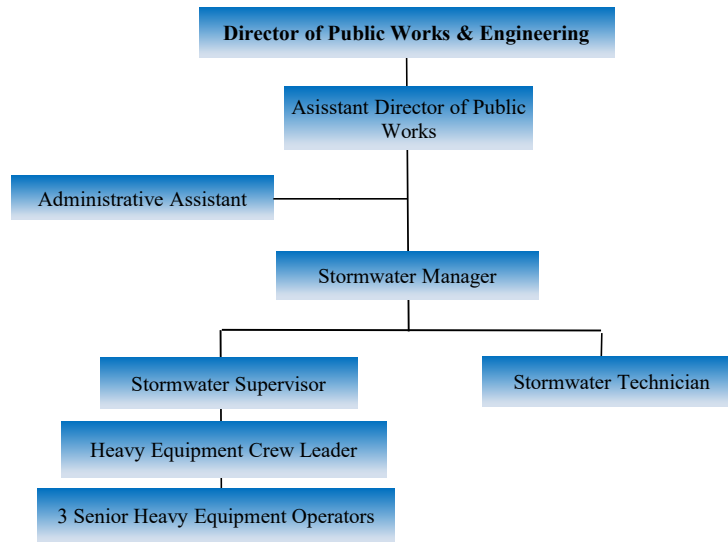 Director of Public Works & Engineering
Asisstant Director of Public
Works
Administrative Assistant
Stormwater Manager
Stormwater Supervisor
Stormwater Technician
Heavy Equipment Crew Leader
3 Senior Heavy Equipment Operators